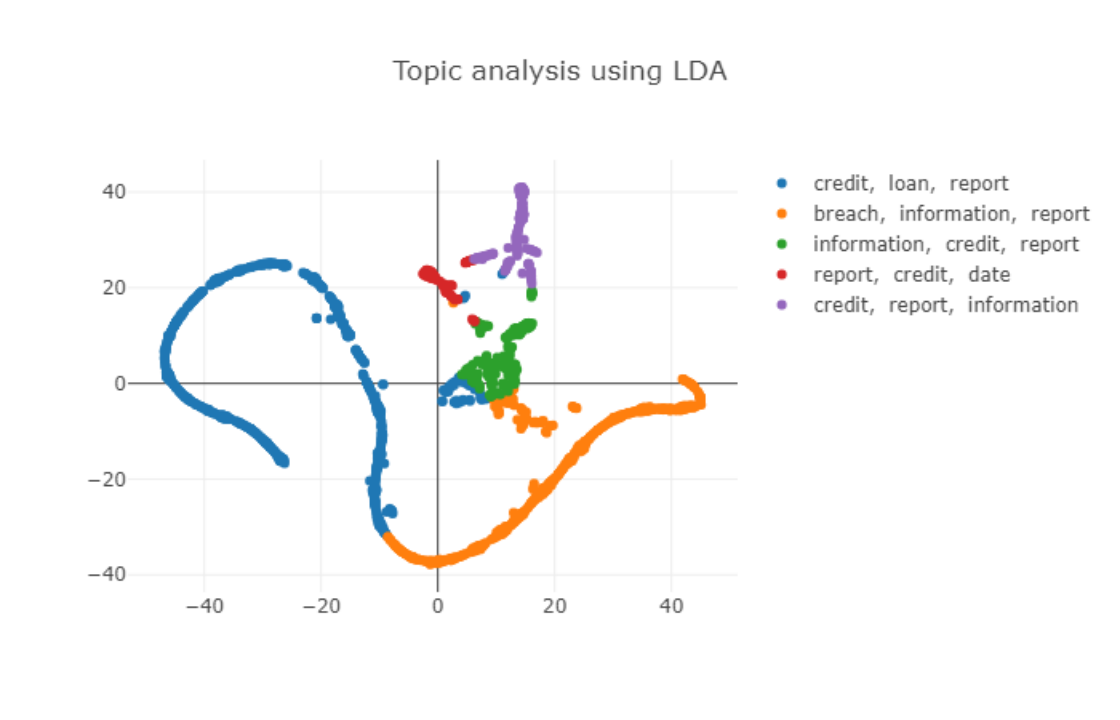 Topic analysis using LDA
40
20
0
−20
−40
−40 −20 0 20 40
credit, loan, report
breach, information, report
information, credit, report
report, credit, date
credit, report, information